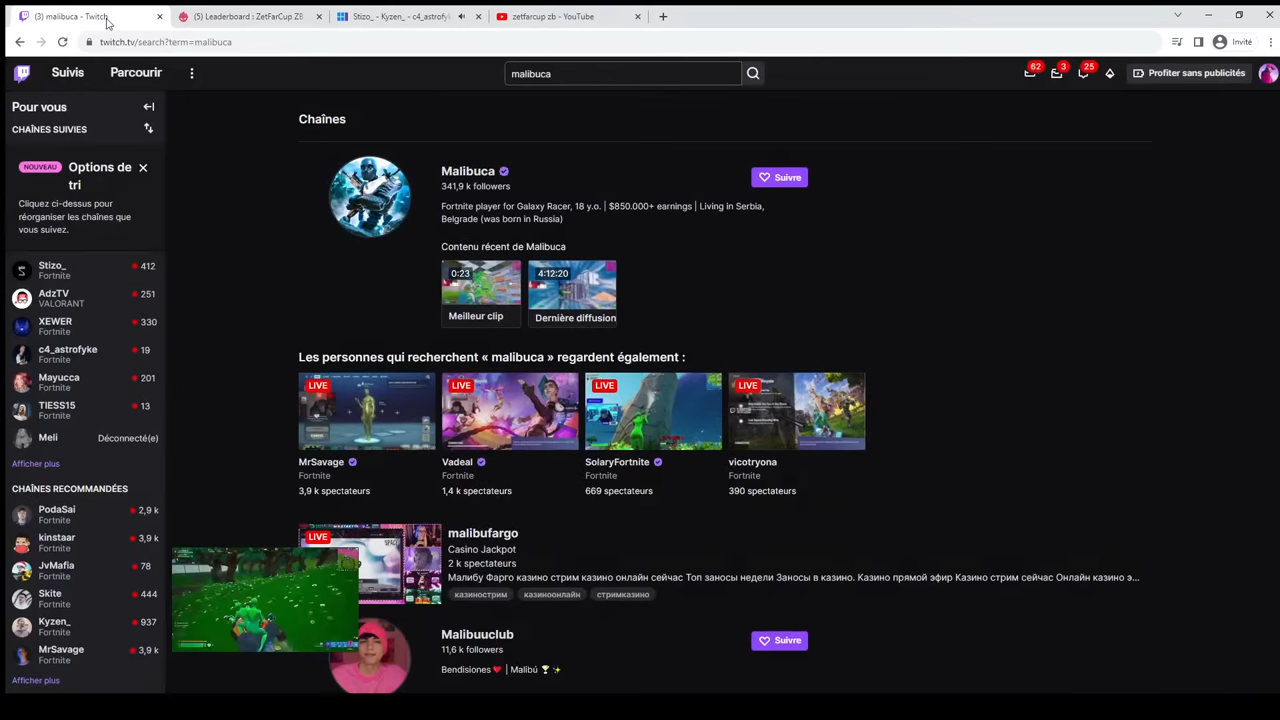 (3) malibuca - Twitch
(5) Leaderboard : ZetFarCup ZB
Stizo_ - Kyzen_ - c4_astrofyk
zetfarcup zb - YouTube
twitch.tv/search?term=malibuca
Invité
Suivis
Parcourir
malibuca
62
3
25
Profiter sans publicités
Pour vous
CHAÎNES SUIVIES
NOUVEAU
Options de
tri
Cliquez ci-dessus pour
réorganiser les chaînes que
vous suivez.
Stizo_
412
Fortnite
AdzTV
251
VALORANT
XEWER
330
Fortnite
c4_astrofyke
19
Fortnite
Mayucca
201
Fortnite
TIESS15
13
Fortnite
Meli
Déconnecté(e)
Afficher plus
CHAÎNES RECOMMANDÉES
PodaSai
2,9 k
Fortnite
kinstaar
3,9 k
Fortnite
JvMafia
78
Fortnite
Skite
444
Fortnite
Kyzen_
937
Fortnite
MrSavage
3,9 k
Fortnite
Afficher plus
Chaînes
Malibuca
341,9 k followers
Suivre
Fortnite player for Galaxy Racer, 18 y.o. | $850.000+ earnings | Living in Serbia,
Belgrade (was born in Russia)
Contenu récent de Malibuca
0:23
Meilleur clip
4:12:20
Dernière diffusion
Les personnes qui recherchent « malibuca » regardent également :
LIVE
MrSavage
Fortnite
3,9 k spectateurs
LIVE
Vadeal
Fortnite
1,4 k spectateurs
LIVE
SolaryFortnite
Fortnite
669 spectateurs
LIVE
vicotryona
Fortnite
390 spectateurs
LIVE
malibufargo
Casino Jackpot
2 k spectateurs
Малибу Фарго казино стрим казино онлайн сейчас Топ заносы недели Заносы в казино. Казино прямой эфир Казино стрим сейчас Онлайн казино э...
казинострим
казиноонлайн
стримказино
Malibuuclub
11,6 k followers
Suivre
Bendisiones❤️ | Malibú 🏆✨